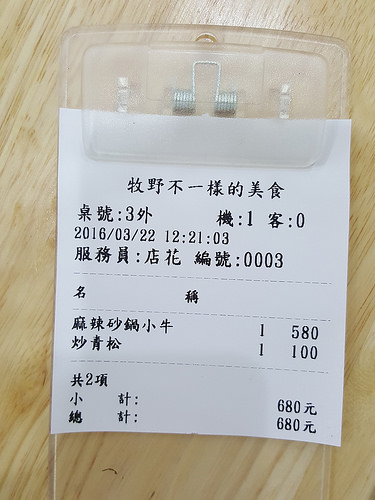 牧野不一樣的美食
桌號:3外 機:1 客:0
2016/03/22 12:21:03
服務員:店花 編號:0003
名 稱
麻辣砂鍋小牛 1 580
炒青松 1 100
共2項
小 計: 680元
總 計: 680元